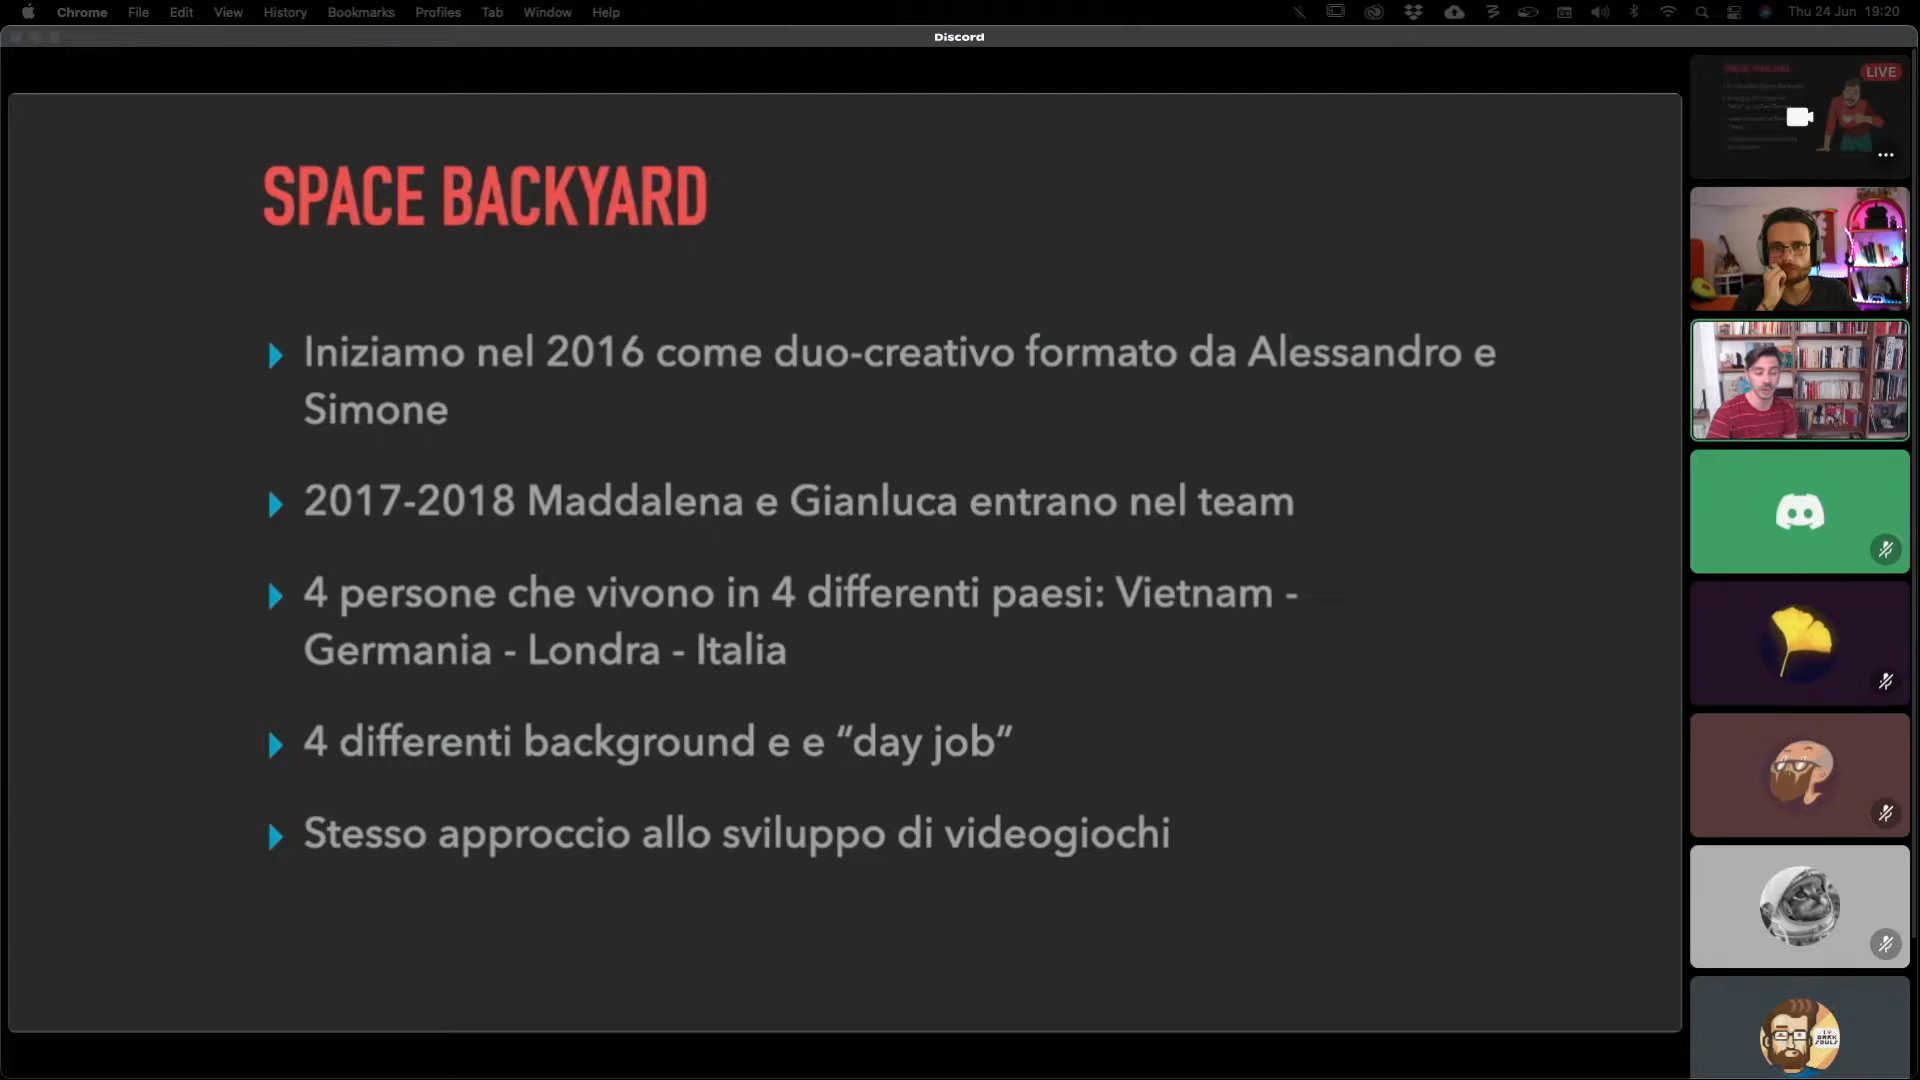 Chrome File Edit View History Bookmarks Profiles Tab Window Help Thu 24 Jun 19:20
Discord
LIVE
SPACE BACKYARD
Iniziamo nel 2016 come duo-creativo formato da Alessandro e
Simone
2017-2018 Maddalena e Gianluca entrano nel team
4 persone che vivono in 4 differenti paesi: Vietnam -
Germania - Londra - Italia
4 differenti background e e “day job”
Stesso approccio allo sviluppo di videogiochi
I
DARK
SOULS